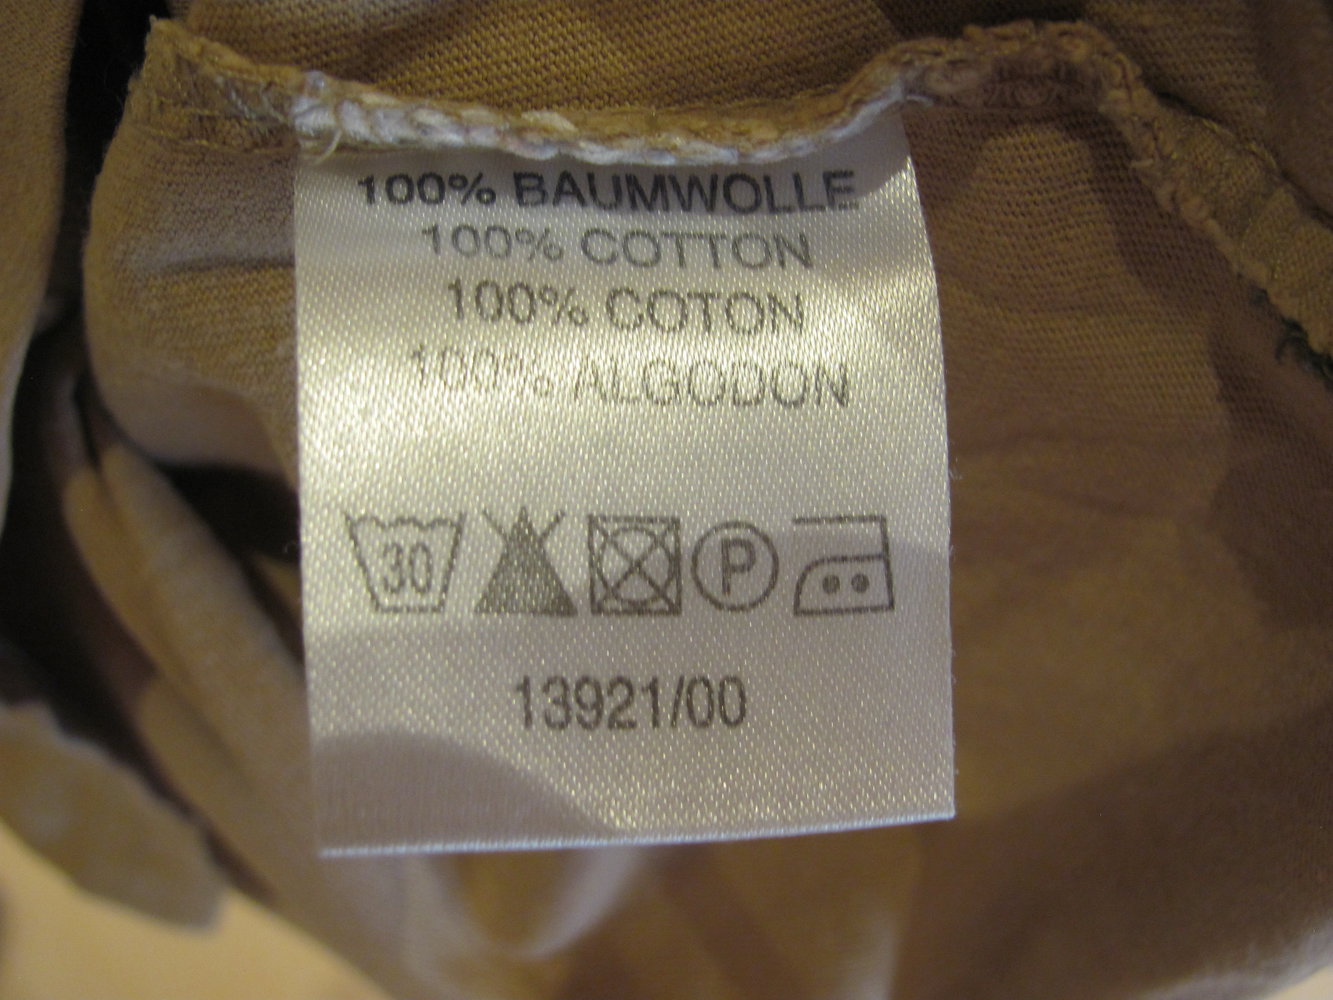 100% BAUMWOLLE
100% COTTON
100% COTON
100% ALGODON
30 P
13921/00